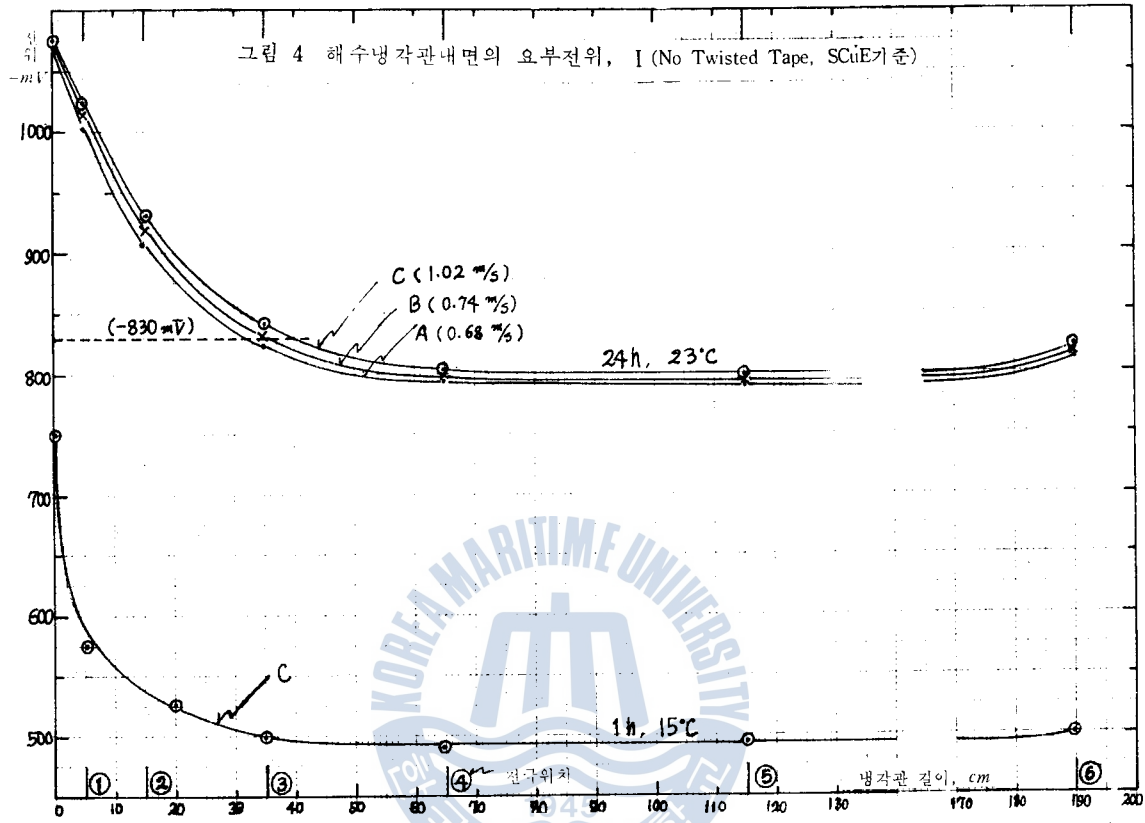 그림 4 해수냉각관내면의 요부전위, I (No Twisted Tape, SCuE기준)
전위
-mV
1000
900
800
700
600
500
C (1.02 m/s)
B (0.74 m/s)
A (0.68 m/s)
(-830 mV)
24h, 23°C
C
1h, 15°C
KOREA MARITIME UNIVERSITY
1945
① ② ③ ④ 전극위치 ⑤ 냉각관 길이, cm ⑥
0 10 20 30 40 50 60 70 80 90 100 110 120 130 170 180 190 200